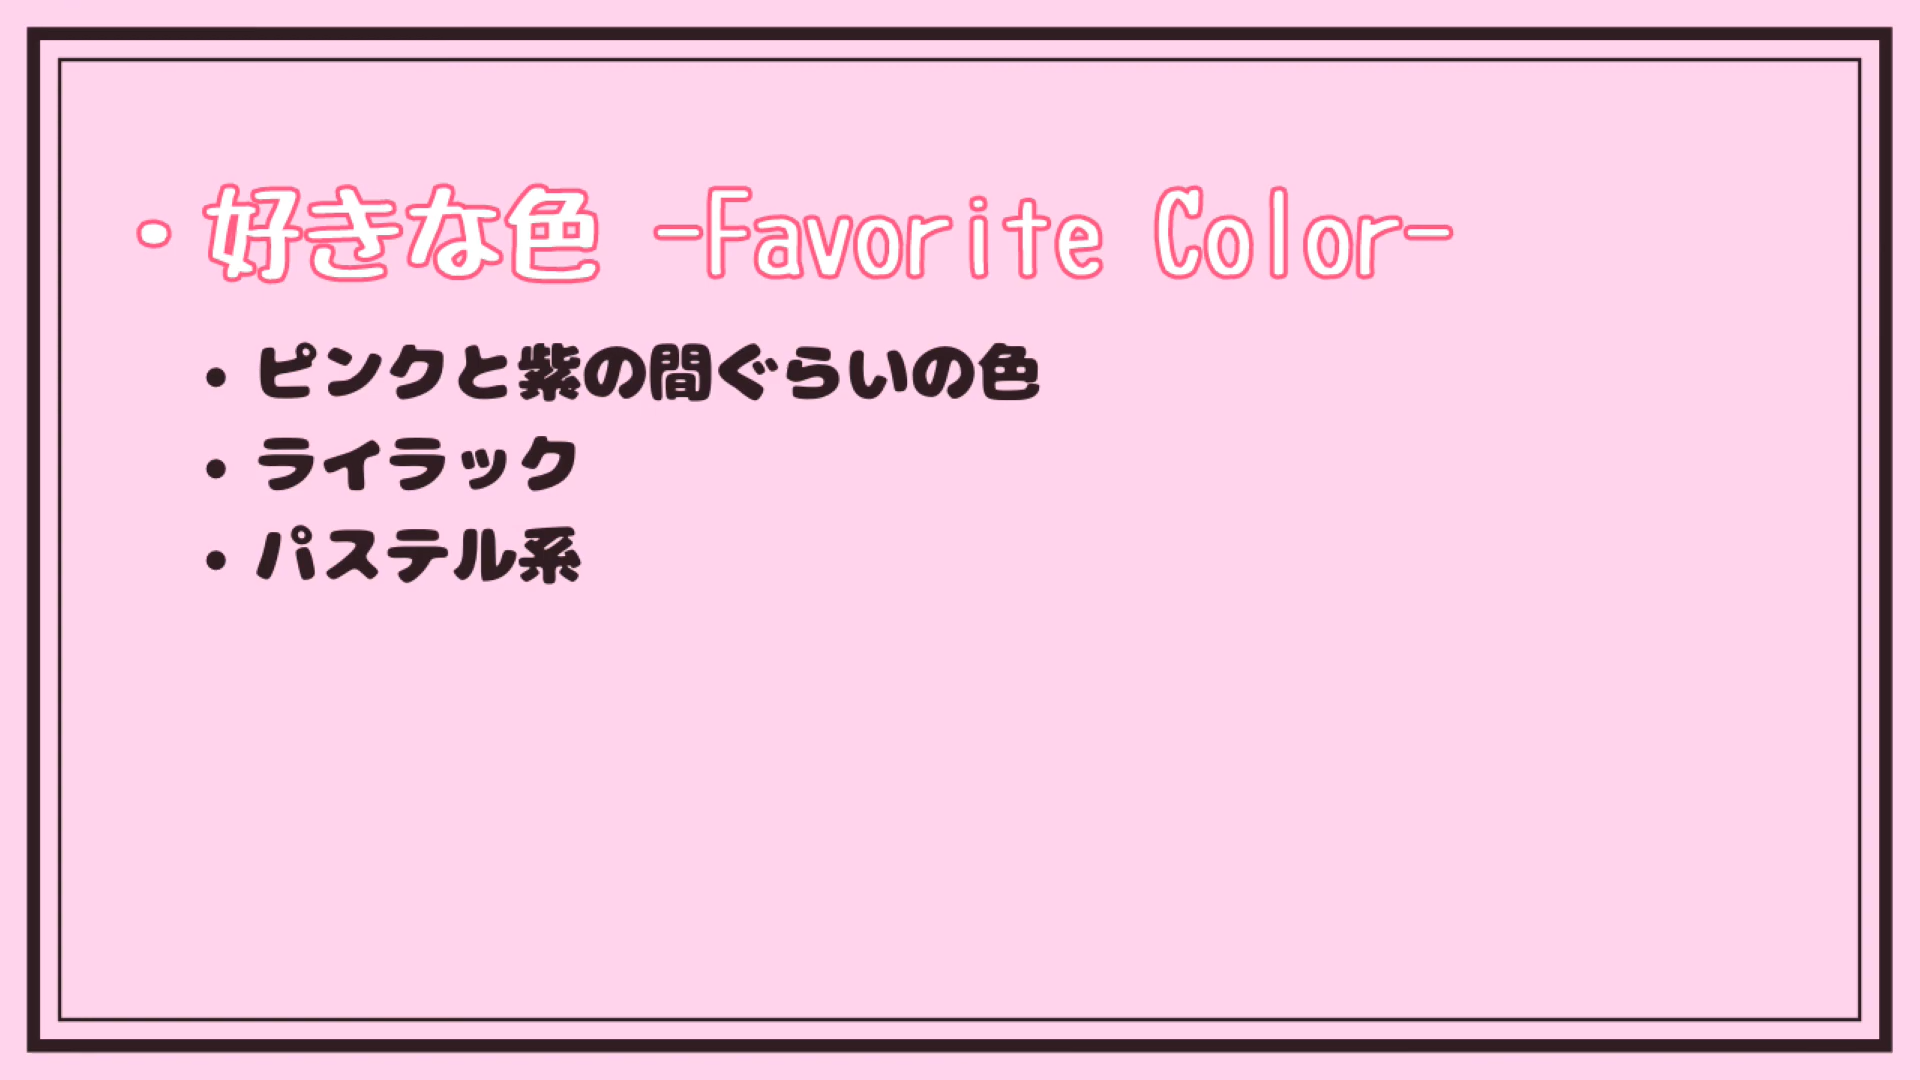 ・好きな色 -Favorite Color-
• ピンクと紫の間ぐらいの色
• ライラック
• パステル系